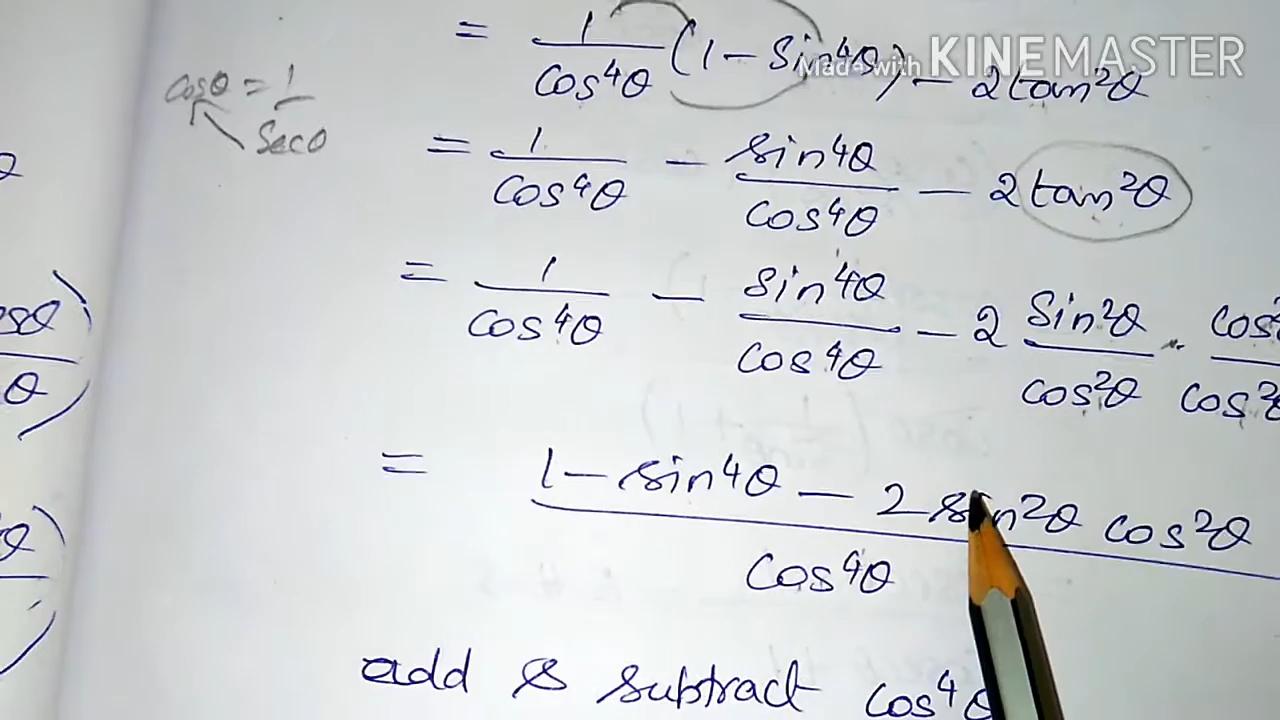 = 1/cos⁴θ (1 - sin⁴θ) - 2tan²θ
Made with KINEMASTER
cosθ = 1/secθ
= 1/cos⁴θ - sin⁴θ/cos⁴θ - 2tan²θ
= 1/cos⁴θ - sin⁴θ/cos⁴θ - 2 sin²θ/cos²θ · cos²/cos²θ
= 1 - sin⁴θ - 2 sin²θ cos²θ / cos⁴θ
add & subtract cos⁴θ